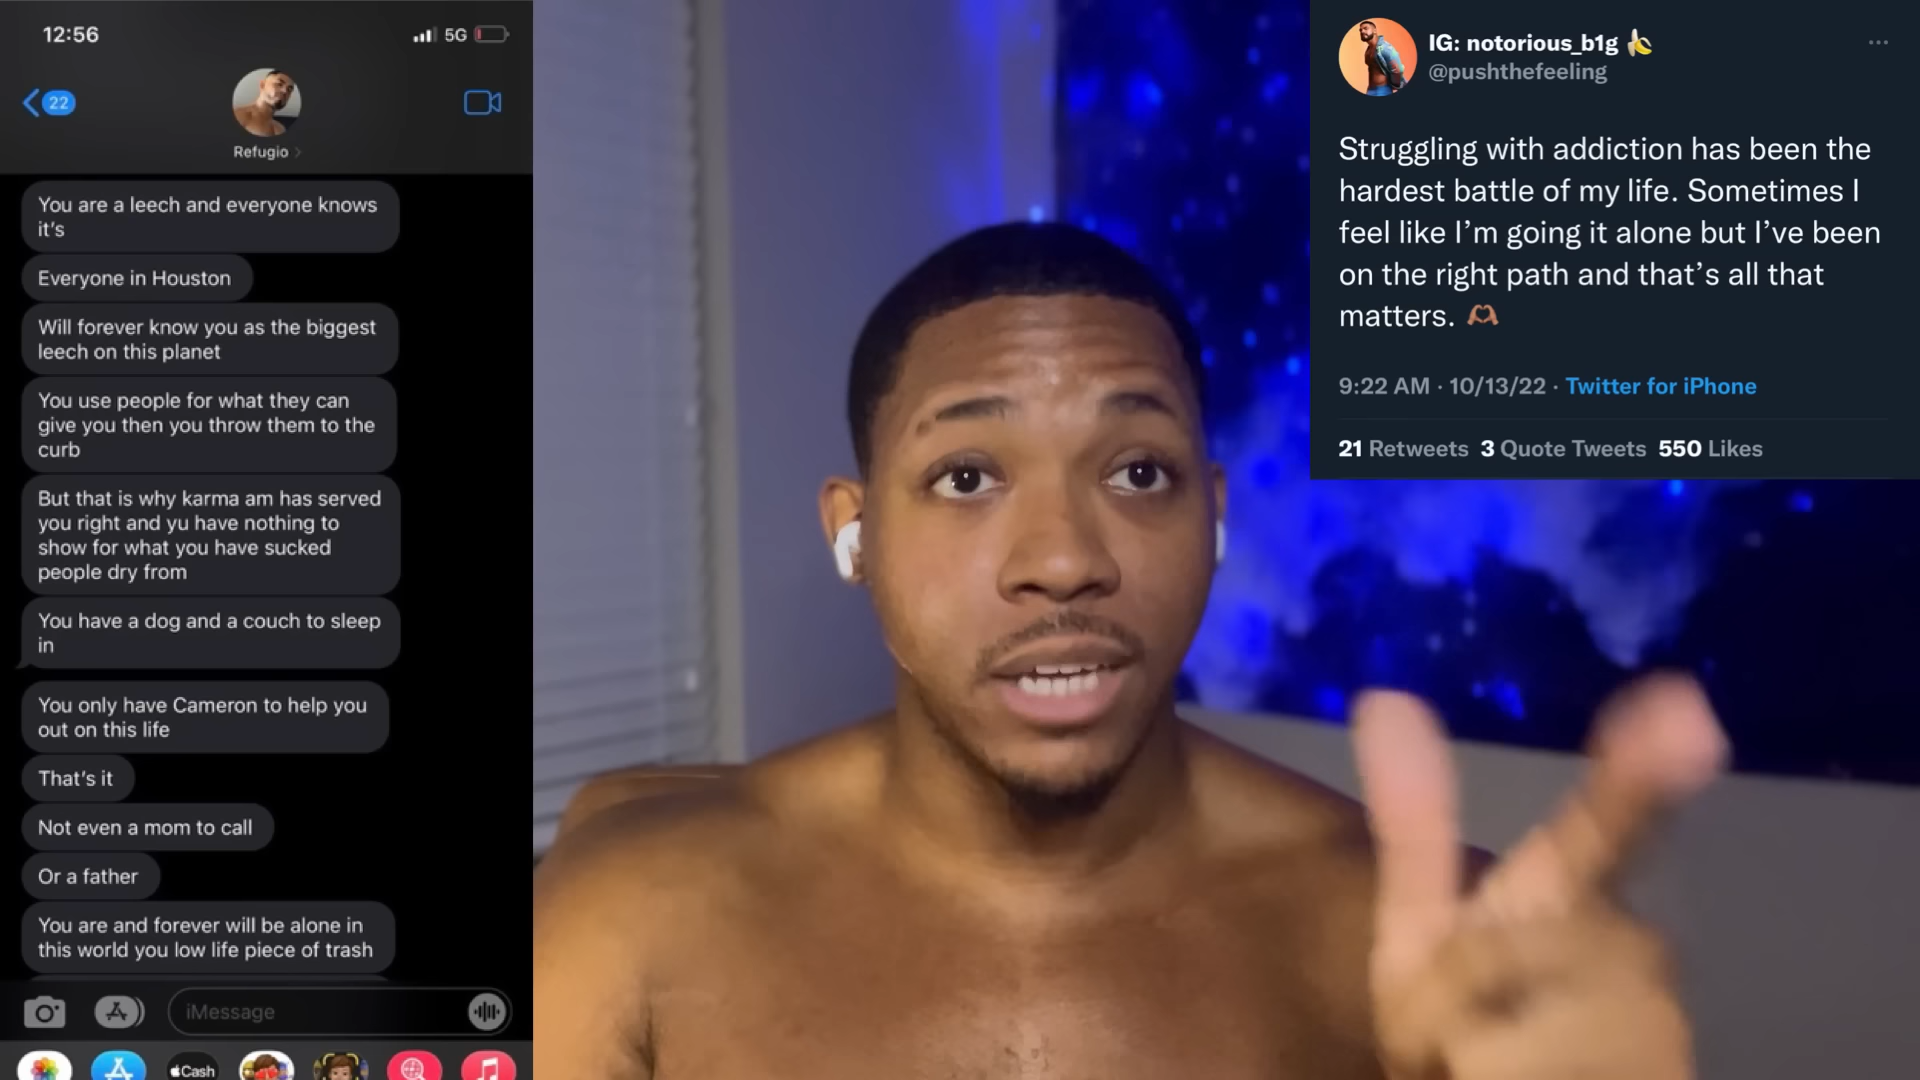 12:56
5G
22
Refugio
You are a leech and everyone knows
it's
Everyone in Houston
Will forever know you as the biggest
leech on this planet
You use people for what they can
give you then you throw them to the
curb
But that is why karma am has served
you right and yu have nothing to
show for what you have sucked
people dry from
You have a dog and a couch to sleep
in
You only have Cameron to help you
out on this life
That's it
Not even a mom to call
Or a father
You are and forever will be alone in
this world you low life piece of trash
iMessage
Cash
IG: notorious_b1g 🍌
@pushthefeeling
Struggling with addiction has been the
hardest battle of my life. Sometimes I
feel like I’m going it alone but I’ve been
on the right path and that’s all that
matters. 🫶🏽
9:22 AM · 10/13/22 · Twitter for iPhone
21 Retweets 3 Quote Tweets 550 Likes